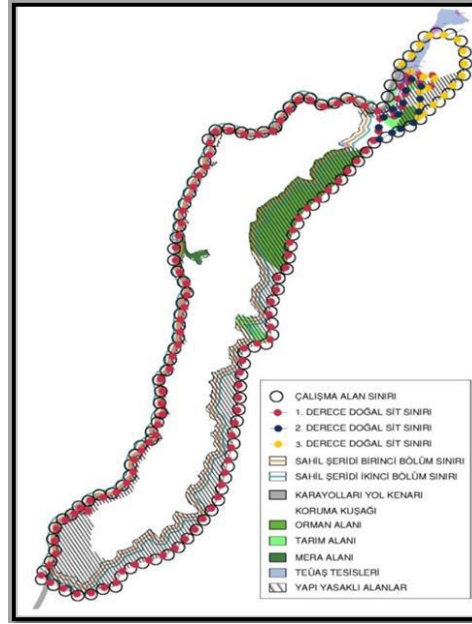 ÇALIŞMA ALAN SINIRI
1. DERECE DOĞAL SİT SINIRI
2. DERECE DOĞAL SİT SINIRI
3. DERECE DOĞAL SİT SINIRI
SAHİL ŞERİDİ BİRİNCİ BÖLÜM SINIRI
SAHİL ŞERİDİ İKİNCİ BÖLÜM SINIRI
KARAYOLLARI YOL KENARI
KORUMA KUŞAĞI
ORMAN ALANI
TARIM ALANI
MERA ALANI
TEÜAŞ TESİSLERİ
YAPI YASAKLI ALANLAR